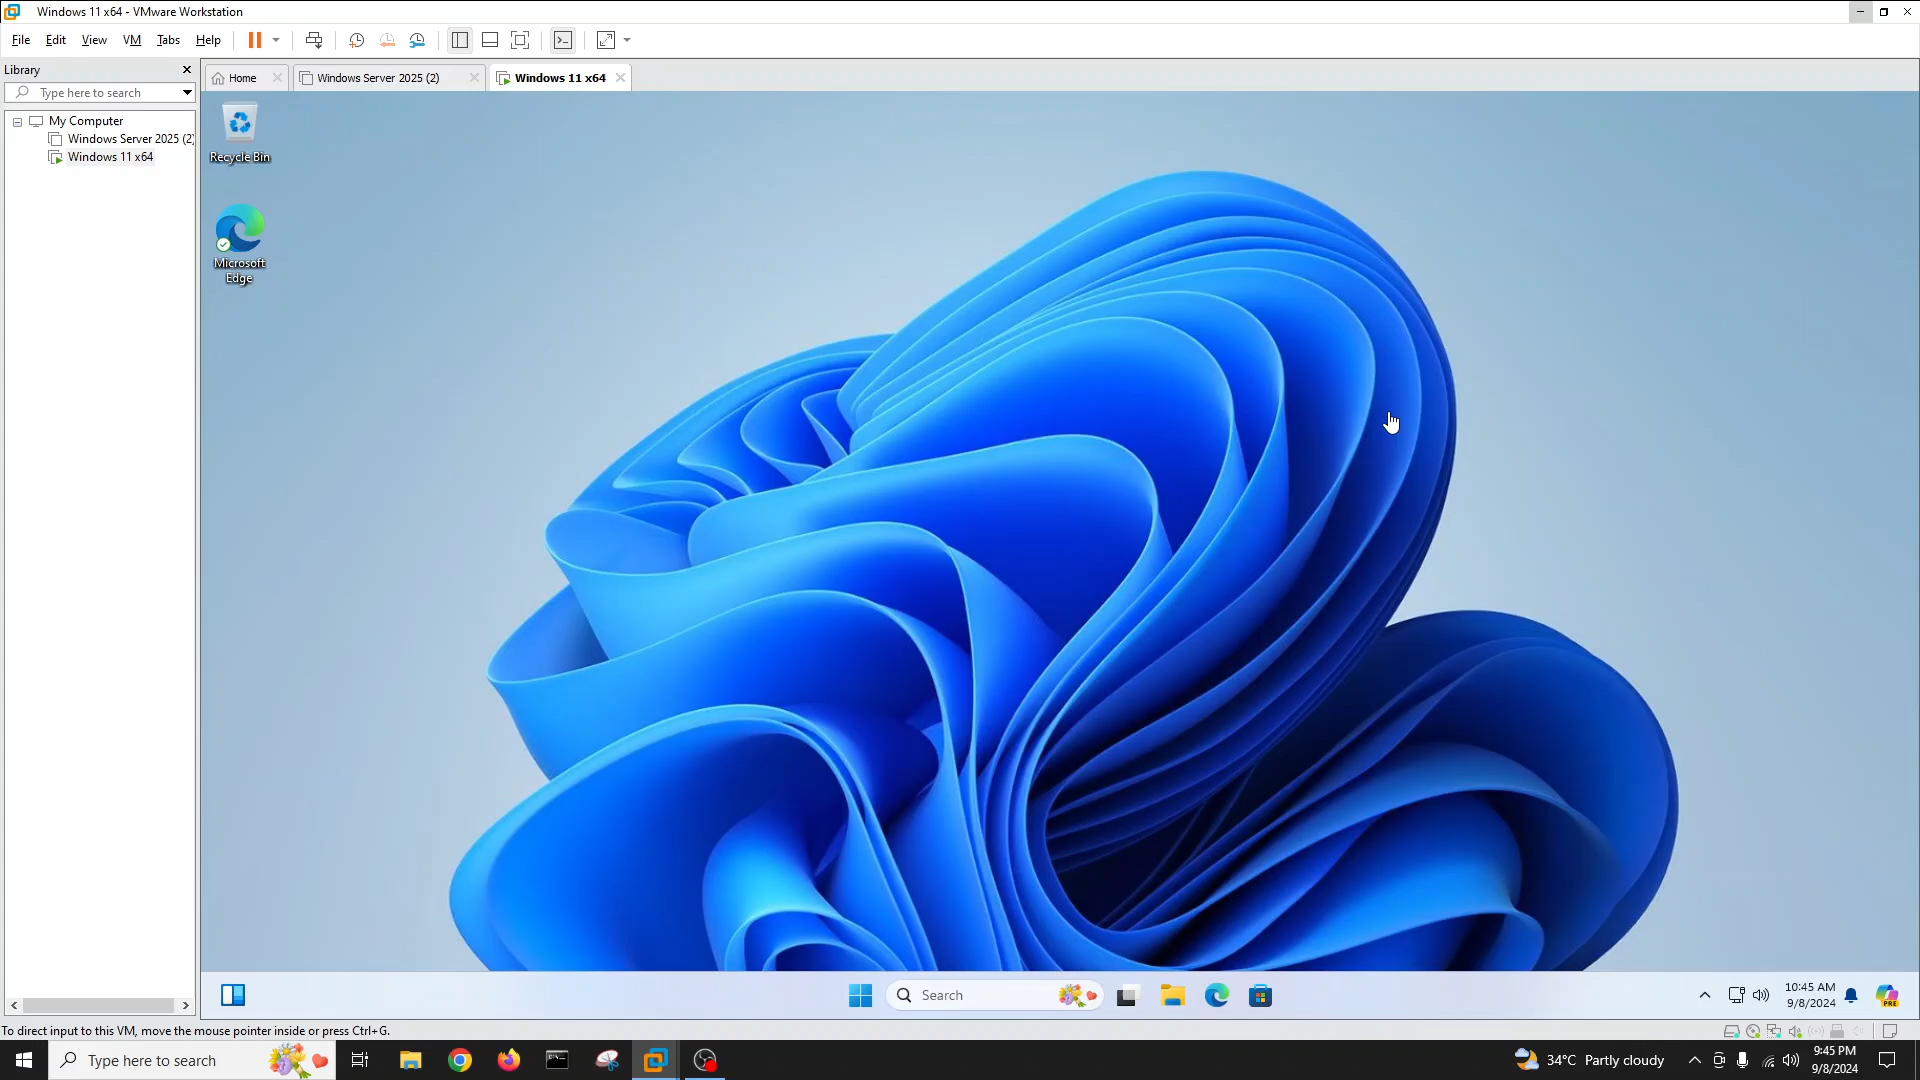 Windows 11 x64 - VMware Workstation
File Edit View VM Tabs Help
Library
Type here to search
My Computer
Windows Server 2025 (2)
Windows 11 x64
Home
Windows Server 2025 (2)
Windows 11 x64
Recycle Bin
Microsoft
Edge
Search
10:45 AM
9/8/2024
PRE
To direct input to this VM, move the mouse pointer inside or press Ctrl+G.
Type here to search
34°C Partly cloudy
9:45 PM
9/8/2024